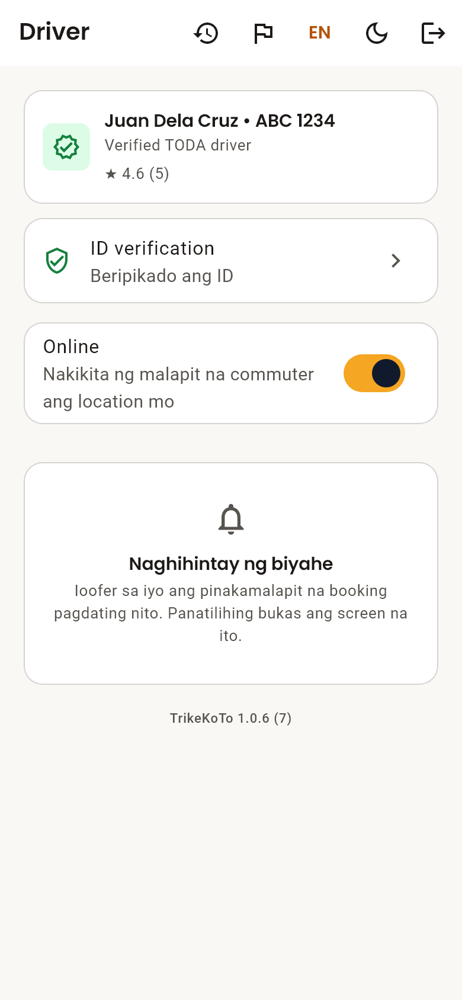 Driver
EN
Juan Dela Cruz • ABC 1234
Verified TODA driver
★ 4.6 (5)
ID verification
Beripikado ang ID
Online
Nakikita ng malapit na commuter
ang location mo
Naghihintay ng biyahe
Ioofer sa iyo ang pinakamalapit na booking
pagdating nito. Panatilihing bukas ang screen na
ito.
TrikeKoTo 1.0.6 (7)